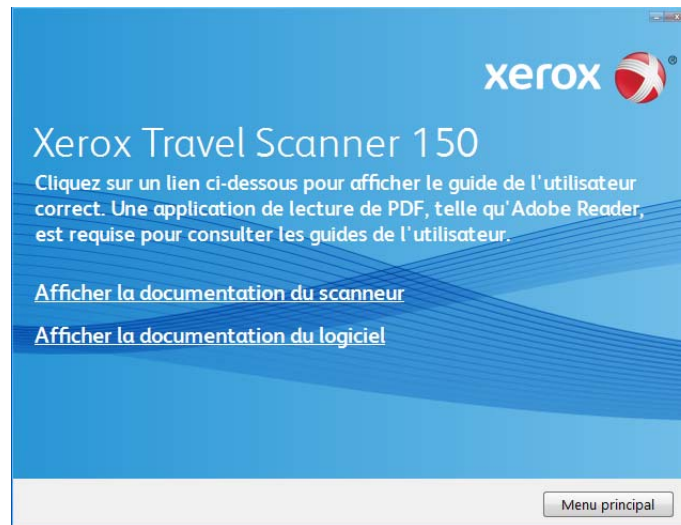 xerox ®
Xerox Travel Scanner 150
Cliquez sur un lien ci-dessous pour afficher le guide de l'utilisateur
correct. Une application de lecture de PDF, telle qu'Adobe Reader,
est requise pour consulter les guides de l'utilisateur.
Afficher la documentation du scanneur
Afficher la documentation du logiciel
Menu principal